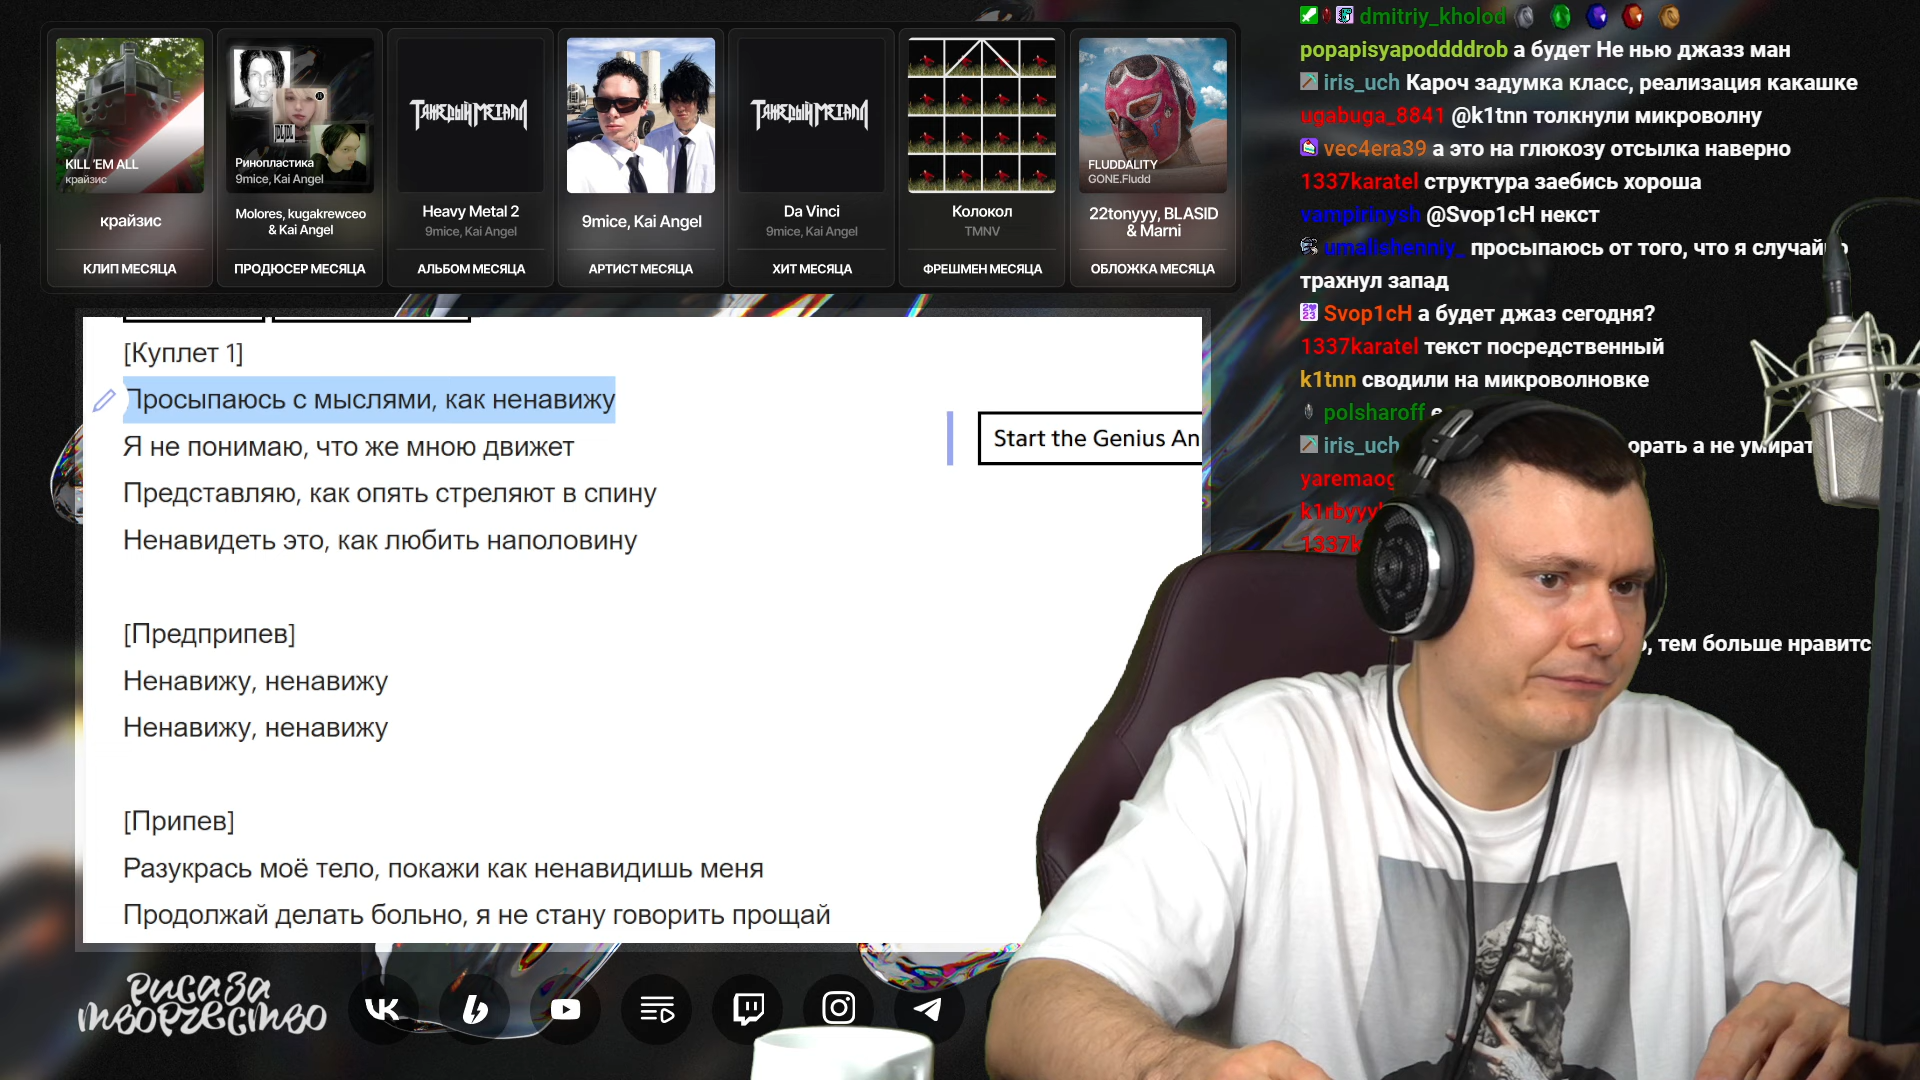 KILL 'EM ALL
крайзис
крайзис
КЛИП МЕСЯЦА
Ринопластика
9mice, Kai Angel
Molores, kugakrewceo
& Kai Angel
ПРОДЮСЕР МЕСЯЦА
ТЯЖЕЛЫЙ МЕТАЛЛ
Heavy Metal 2
9mice, Kai Angel
АЛЬБОМ МЕСЯЦА
9mice, Kai Angel
АРТИСТ МЕСЯЦА
ТЯЖЕЛЫЙ МЕТАЛЛ
Da Vinci
9mice, Kai Angel
ХИТ МЕСЯЦА
Колокол
TMNV
ФРЕШМЕН МЕСЯЦА
FLUDDALITY
GONE.Fludd
22tonyyy, BLASID
& Marni
ОБЛОЖКА МЕСЯЦА
[Куплет 1]
Просыпаюсь с мыслями, как ненавижу
Я не понимаю, что же мною движет
Представляю, как опять стреляют в спину
Ненавидеть это, как любить наполовину
[Предприпев]
Ненавижу, ненавижу
Ненавижу, ненавижу
[Припев]
Разукрась моё тело, покажи как ненавидишь меня
Продолжай делать больно, я не стану говорить прощай
Start the Genius An
dmitriy_kholod
popapisyapoddddrob а будет Не нью джазз ман
iris_uch Кароч задумка класс, реализация какашке
ugabuga_8841 @k1tnn толкнули микроволну
vec4era39 а это на глюкозу отсылка наверно
1337karatel структура заебись хороша
vampirinysh @Svop1cH некст
umalishenniy_ просыпаюсь от того, что я случай
трахнул запад
Svop1cH а будет джаз сегодня?
1337karatel текст посредственный
k1tnn сводили на микроволновке
polsharoff
iris_uch орать а не умират
yaremaog
k1rbyyy
1337k
, тем больше нравитс
рисаза
творчество